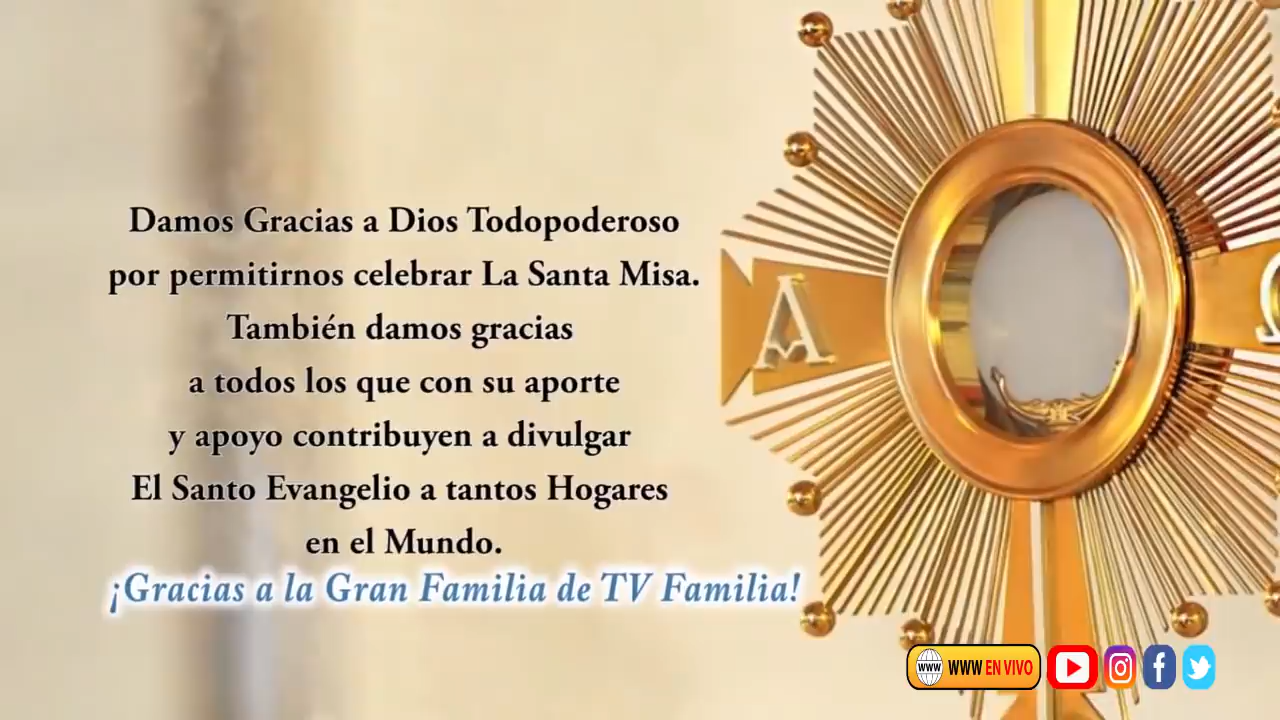 Damos Gracias a Dios Todopoderoso
por permitirnos celebrar La Santa Misa.
También damos gracias
a todos los que con su aporte
y apoyo contribuyen a divulgar
El Santo Evangelio a tantos Hogares
en el Mundo.
¡Gracias a la Gran Familia de TV Familia!
A Ω
WWW WWW EN VIVO